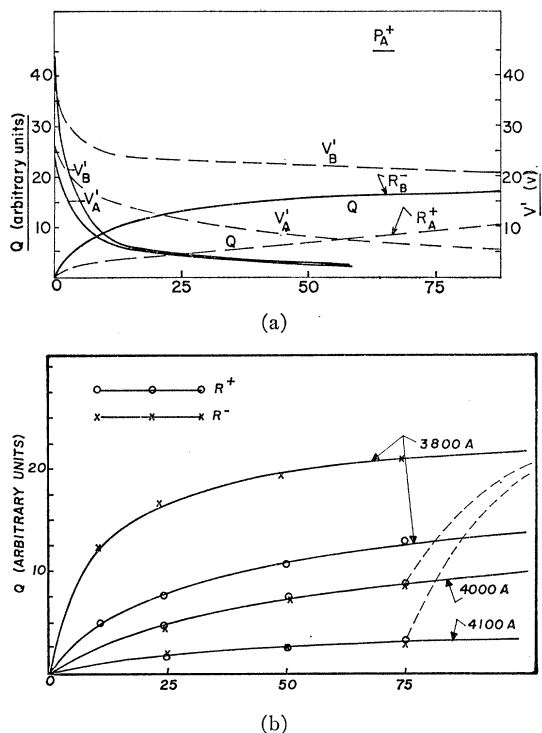 P_A^+
40
30
20
10
Q (arbitrary units)
40
30
20
10
V' (v)
V'_B
V'_A
V'_B
R_B^-
Q
V'_A
R_A^+
Q
0
25
50
75
(a)
R^+
R^-
3800 A
20
10
Q (ARBITRARY UNITS)
4000 A
4100 A
0
25
50
75
(b)